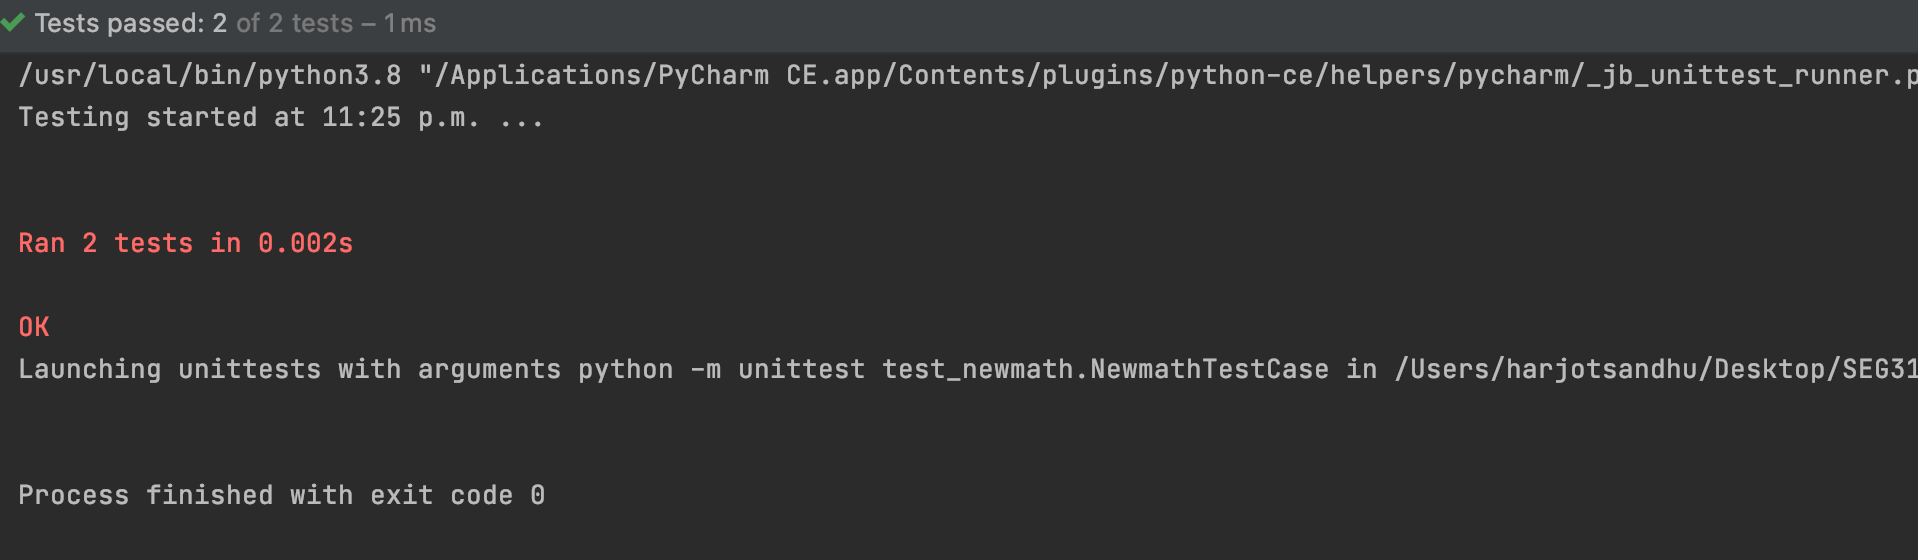 Tests passed: 2 of 2 tests – 1 ms
/usr/local/bin/python3.8 "/Applications/PyCharm CE.app/Contents/plugins/python-ce/helpers/pycharm/_jb_unittest_runner.p
Testing started at 11:25 p.m. ...
Ran 2 tests in 0.002s
OK
Launching unittests with arguments python -m unittest test_newmath.NewmathTestCase in /Users/harjotsandhu/Desktop/SEG31
Process finished with exit code 0